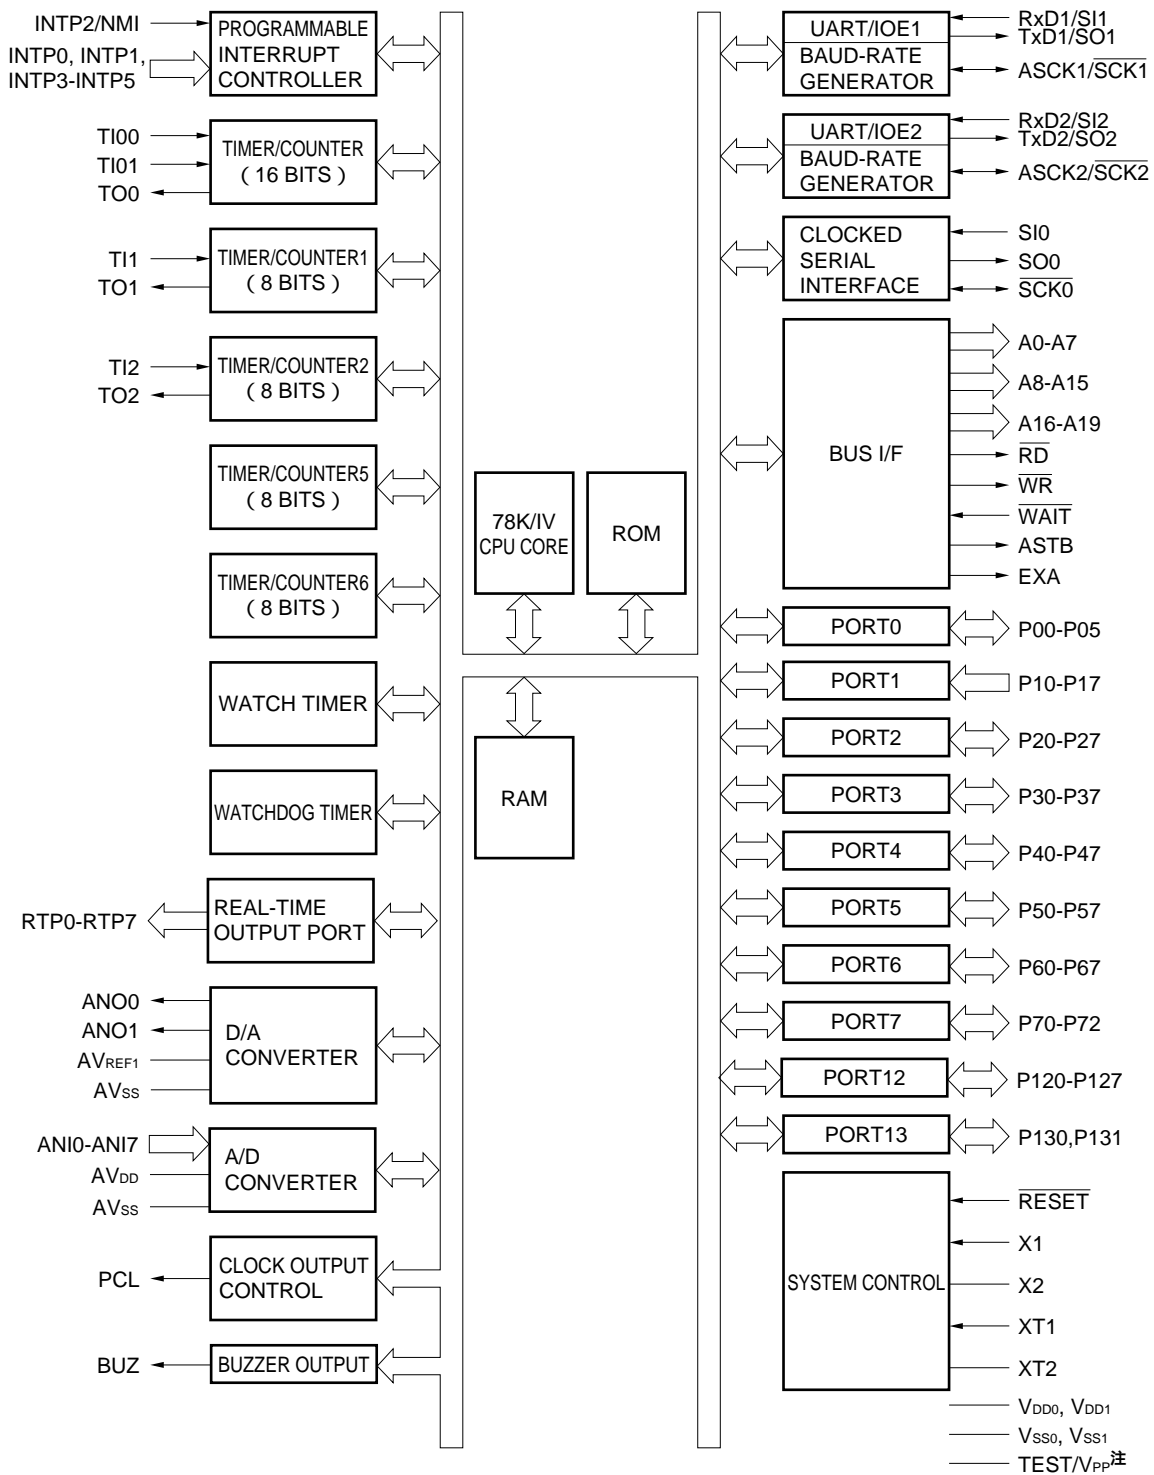 INTP2/NMI
INTP0, INTP1,
INTP3-INTP5
PROGRAMMABLE
INTERRUPT
CONTROLLER
TI00
TI01
TO0
TIMER/COUNTER
( 16 BITS )
TI1
TO1
TIMER/COUNTER1
( 8 BITS )
TI2
TO2
TIMER/COUNTER2
( 8 BITS )
TIMER/COUNTER5
( 8 BITS )
TIMER/COUNTER6
( 8 BITS )
WATCH TIMER
WATCHDOG TIMER
RTP0-RTP7
REAL-TIME
OUTPUT PORT
ANO0
ANO1
AVREF1
AVSS
D/A
CONVERTER
ANI0-ANI7
AVDD
AVSS
A/D
CONVERTER
PCL
CLOCK OUTPUT
CONTROL
BUZ
BUZZER OUTPUT
78K/IV
CPU CORE
ROM
RAM
UART/IOE1
BAUD-RATE
GENERATOR
RxD1/SI1
TxD1/SO1
ASCK1/SCK1
UART/IOE2
BAUD-RATE
GENERATOR
RxD2/SI2
TxD2/SO2
ASCK2/SCK2
CLOCKED
SERIAL
INTERFACE
SI0
SO0
SCK0
BUS I/F
A0-A7
A8-A15
A16-A19
RD
WR
WAIT
ASTB
EXA
PORT0
P00-P05
PORT1
P10-P17
PORT2
P20-P27
PORT3
P30-P37
PORT4
P40-P47
PORT5
P50-P57
PORT6
P60-P67
PORT7
P70-P72
PORT12
P120-P127
PORT13
P130,P131
SYSTEM CONTROL
RESET
X1
X2
XT1
XT2
VDD0, VDD1
VSS0, VSS1
TEST/VPP注